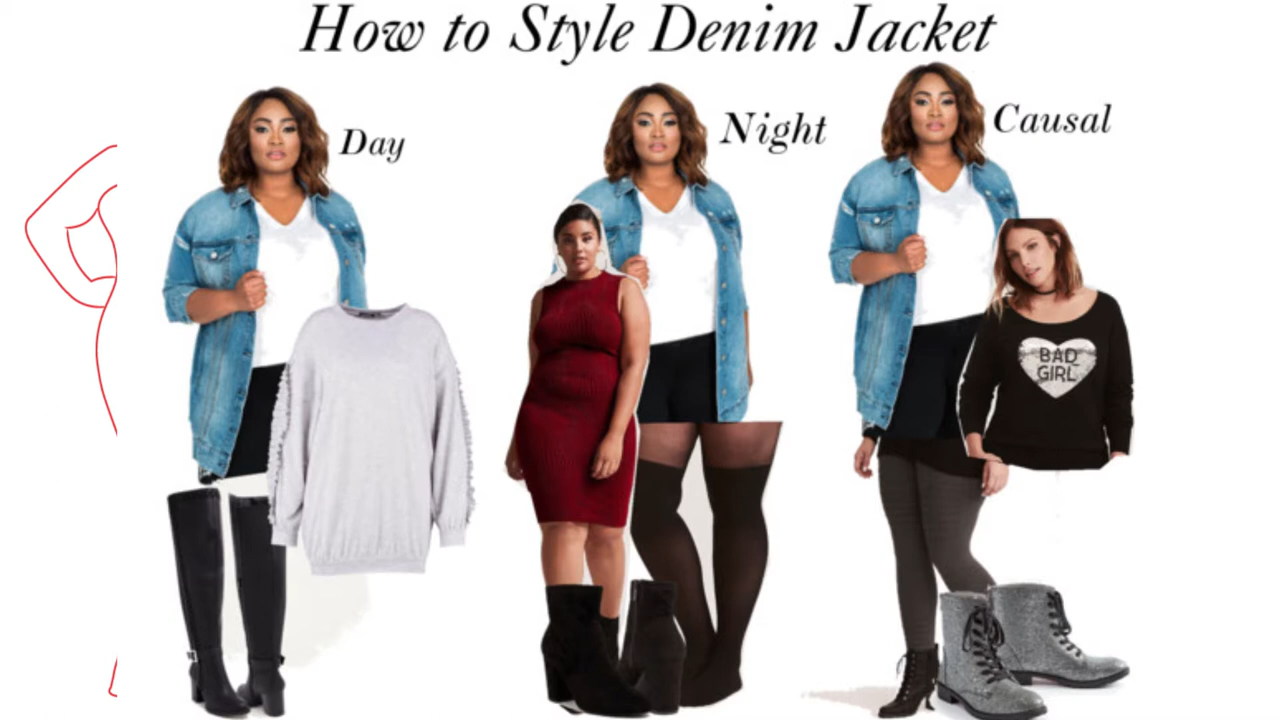 How to Style Denim Jacket
Day
Night
Causal
BAD
GIRL